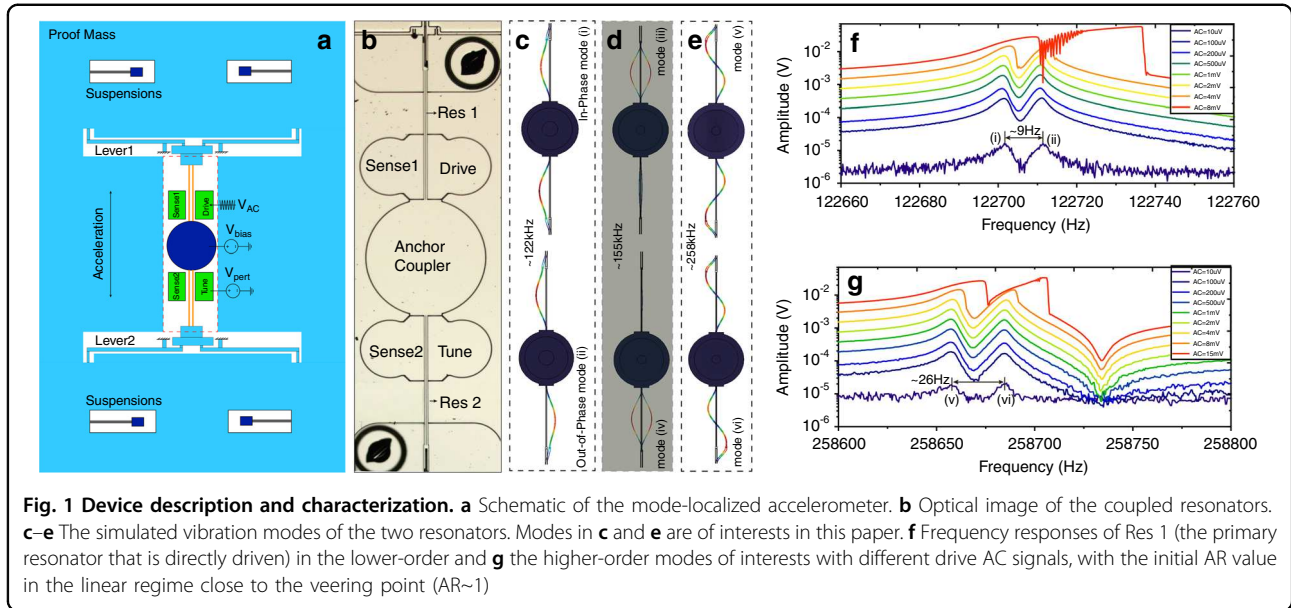 Proof Mass
a
Suspensions
Lever1
Sense1
Drive
V_AC
V_bias
Acceleration
Sense2
Tune
V_pert
Lever2
Suspensions
b
Res 1
Sense1
Drive
Anchor
Coupler
Sense2
Tune
Res 2
c
In-Phase mode (i)
~122kHz
Out-of-Phase mode (ii)
d
mode (iii)
~155kHz
mode (iv)
e
mode (v)
~258kHz
mode (vi)
f
Amplitude (V)
10⁻²
10⁻³
10⁻⁴
10⁻⁵
10⁻⁶
AC=10uV
AC=100uV
AC=200uV
AC=500uV
AC=1mV
AC=2mV
AC=4mV
AC=8mV
(i)
~9Hz
(ii)
122660 122680 122700 122720 122740 122760
Frequency (Hz)
g
Amplitude (V)
10⁻²
10⁻³
10⁻⁴
10⁻⁵
10⁻⁶
AC=10uV
AC=100uV
AC=200uV
AC=500uV
AC=1mV
AC=2mV
AC=4mV
AC=8mV
AC=15mV
~26Hz
(v)
(vi)
258600 258650 258700 258750 258800
Frequency (Hz)
Fig. 1 Device description and characterization. a Schematic of the mode-localized accelerometer. b Optical image of the coupled resonators.
c–e The simulated vibration modes of the two resonators. Modes in c and e are of interests in this paper. f Frequency responses of Res 1 (the primary
resonator that is directly driven) in the lower-order and g the higher-order modes of interests with different drive AC signals, with the initial AR value
in the linear regime close to the veering point (AR~1)